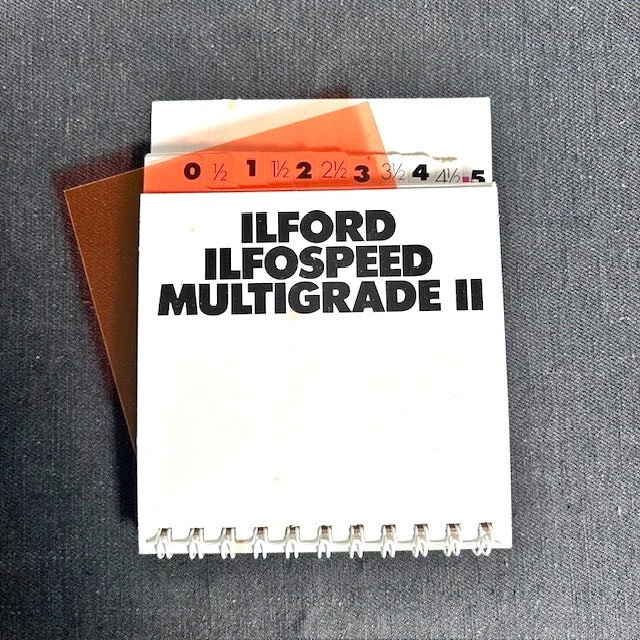 0 ½ 1 1½ 2 2½ 3 3½ 4 4½ 5
ILFORD
ILFOSPEED
MULTIGRADE II